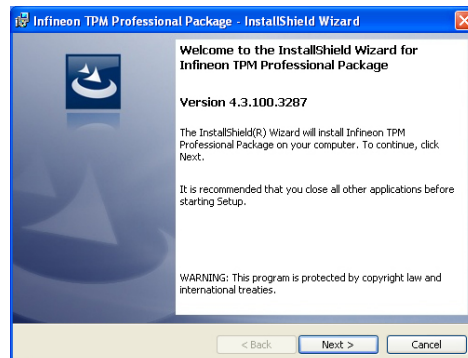 Infineon TPM Professional Package - InstallShield Wizard
Welcome to the InstallShield Wizard for
Infineon TPM Professional Package
Version 4.3.100.3287
The InstallShield(R) Wizard will install Infineon TPM
Professional Package on your computer. To continue, click
Next.
It is recommended that you close all other applications before
starting Setup.
WARNING: This program is protected by copyright law and
international treaties.
< Back
Next >
Cancel